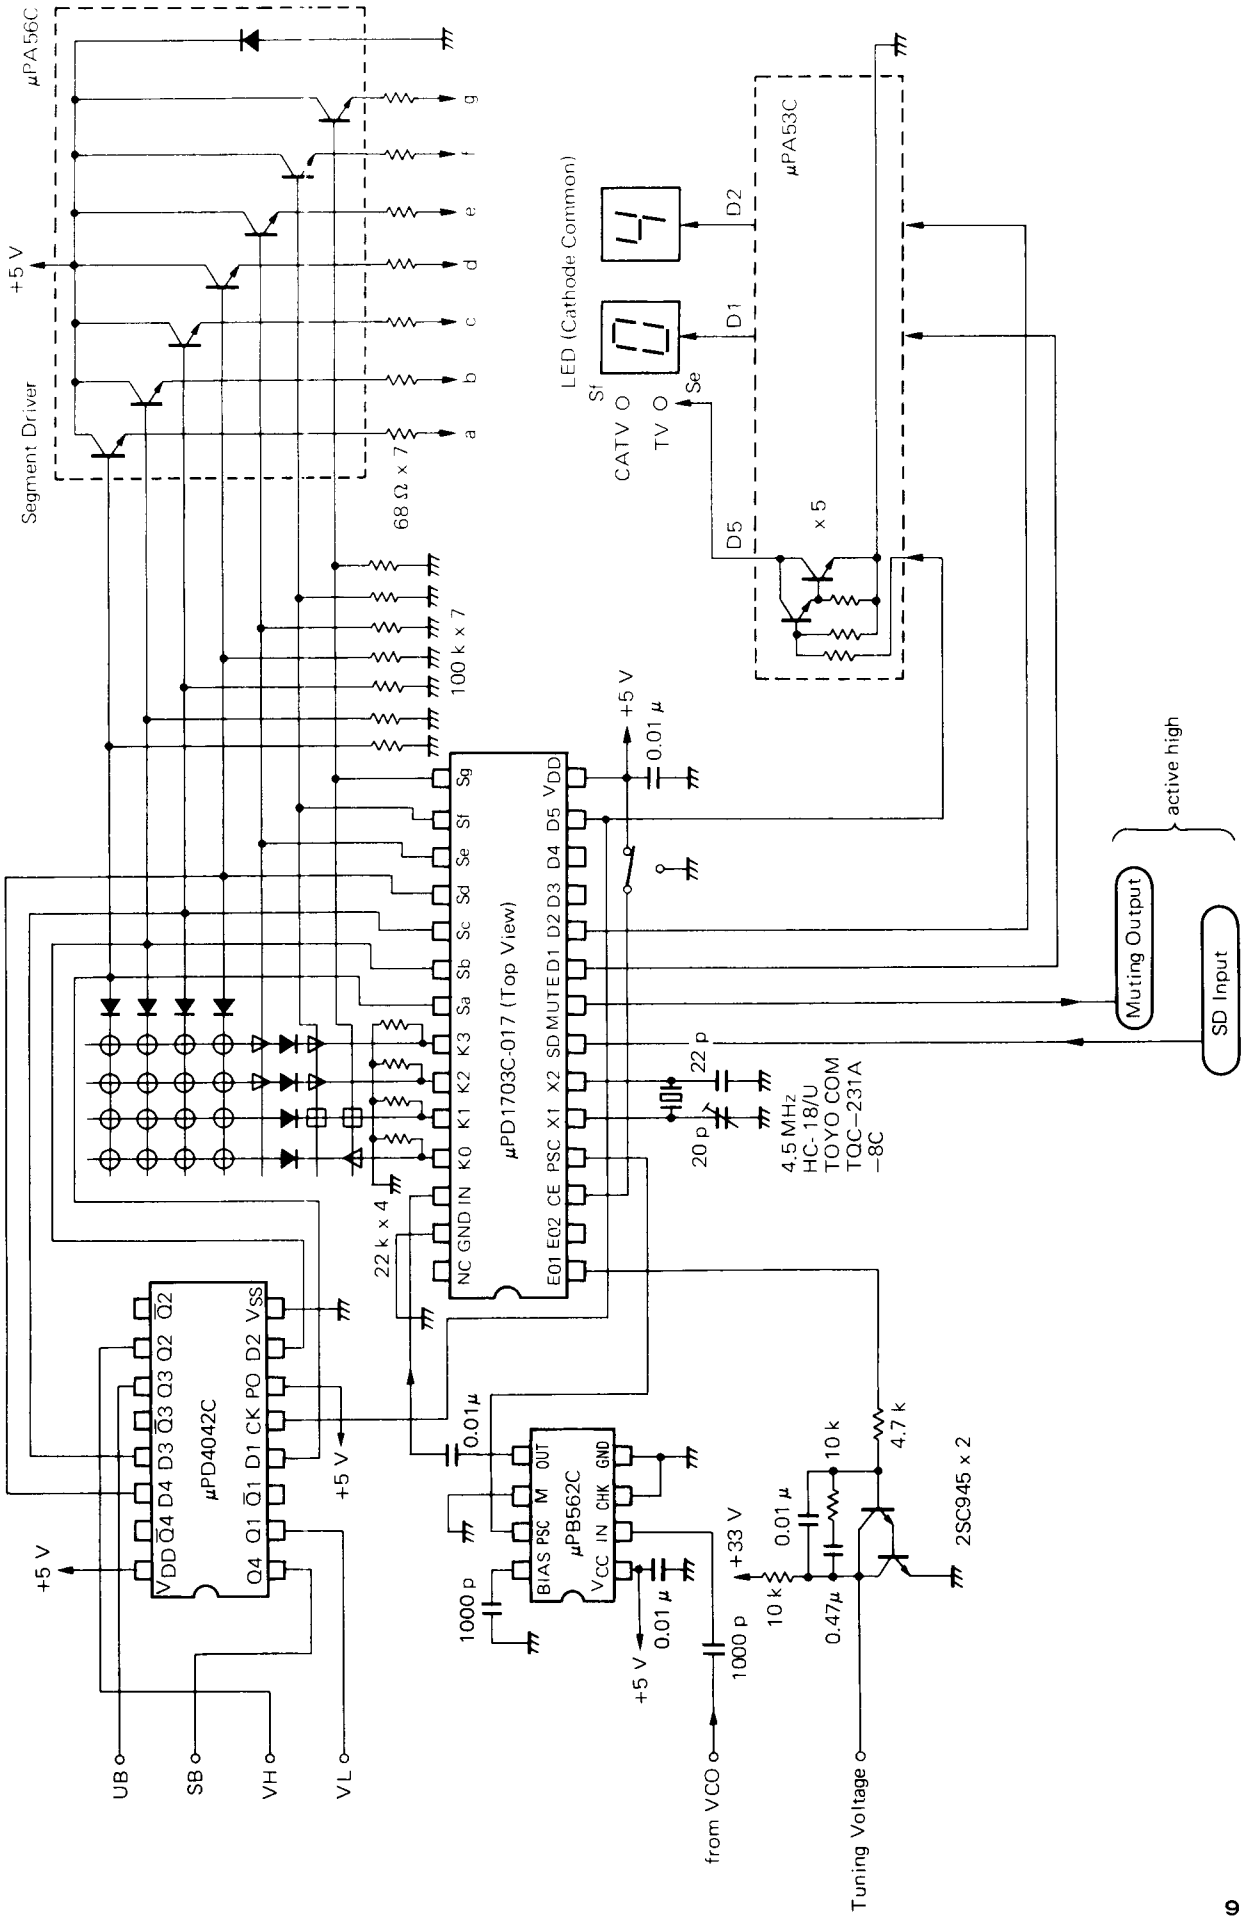 Segment Driver
μPA56C
+5 V
a
b
c
d
e
f
g
68 Ω x 7
100 k x 7
LED (Cathode Common)
CATV
Sf
TV
Se
D5
D1
D2
x 5
μPA53C
+5 V
VDD Q̅4 D4 D3 Q̅3 Q3 Q2 Q̅2
μPD4042C
Q4 Q1 Q̅1 D1 CK PO D2 VSS
+5 V
UB
SB
VH
VL
22 k x 4
NC GND IN K0 K1 K2 K3 Sa Sb Sc Sd Se Sf Sg
μPD1703C-017 (Top View)
EO1 EO2 CE PSC X1 X2 SD MUTE D1 D2 D3 D4 D5 VDD
+5 V
0.01 μ
20 p
22 p
4.5 MHz
HC-18/U
TOYO COM
TQC-231A
-8C
0.01μ
1000 p
BIAS PSC M OUT
μPB562C
VCC IN CHK GND
+5 V
0.01 μ
1000 p
from VCO
+33 V
10 k
0.01 μ
0.47μ
10 k
4.7 k
2SC945 x 2
Tuning Voltage
Muting Output
SD Input
active high
9